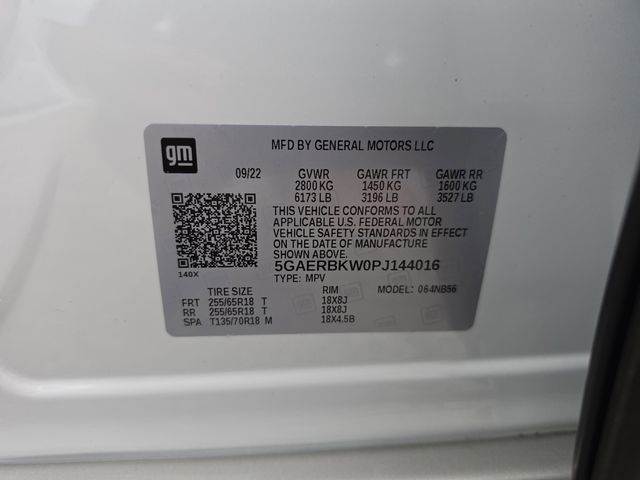 gm
MFD BY GENERAL MOTORS LLC
09/22 GVWR GAWR FRT GAWR RR
2800 KG 1450 KG 1600 KG
6173 LB 3196 LB 3527 LB
THIS VEHICLE CONFORMS TO ALL
APPLICABLE U.S. FEDERAL MOTOR
VEHICLE SAFETY STANDARDS IN EFFECT
ON THE DATE OF MANUFACTURE
SHOWN ABOVE.
5GAERBKW0PJ144016
140X
TYPE: MPV
TIRE SIZE RIM MODEL: 064NB56
FRT 255/65R18 T 18X8J
RR 255/65R18 T 18X8J
SPA T135/70R18 M 18X4.5B